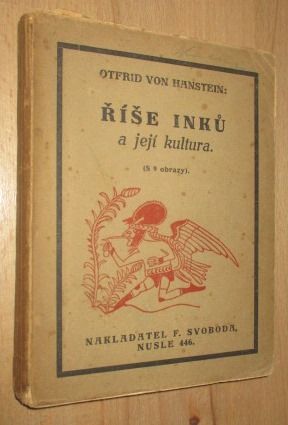 OTFRID VON HANSTEIN:
ŘÍŠE INKŮ
a její kultura.
(S 9 obrazy).
NAKLADATEL F. SVOBODA,
NUSLE 446.